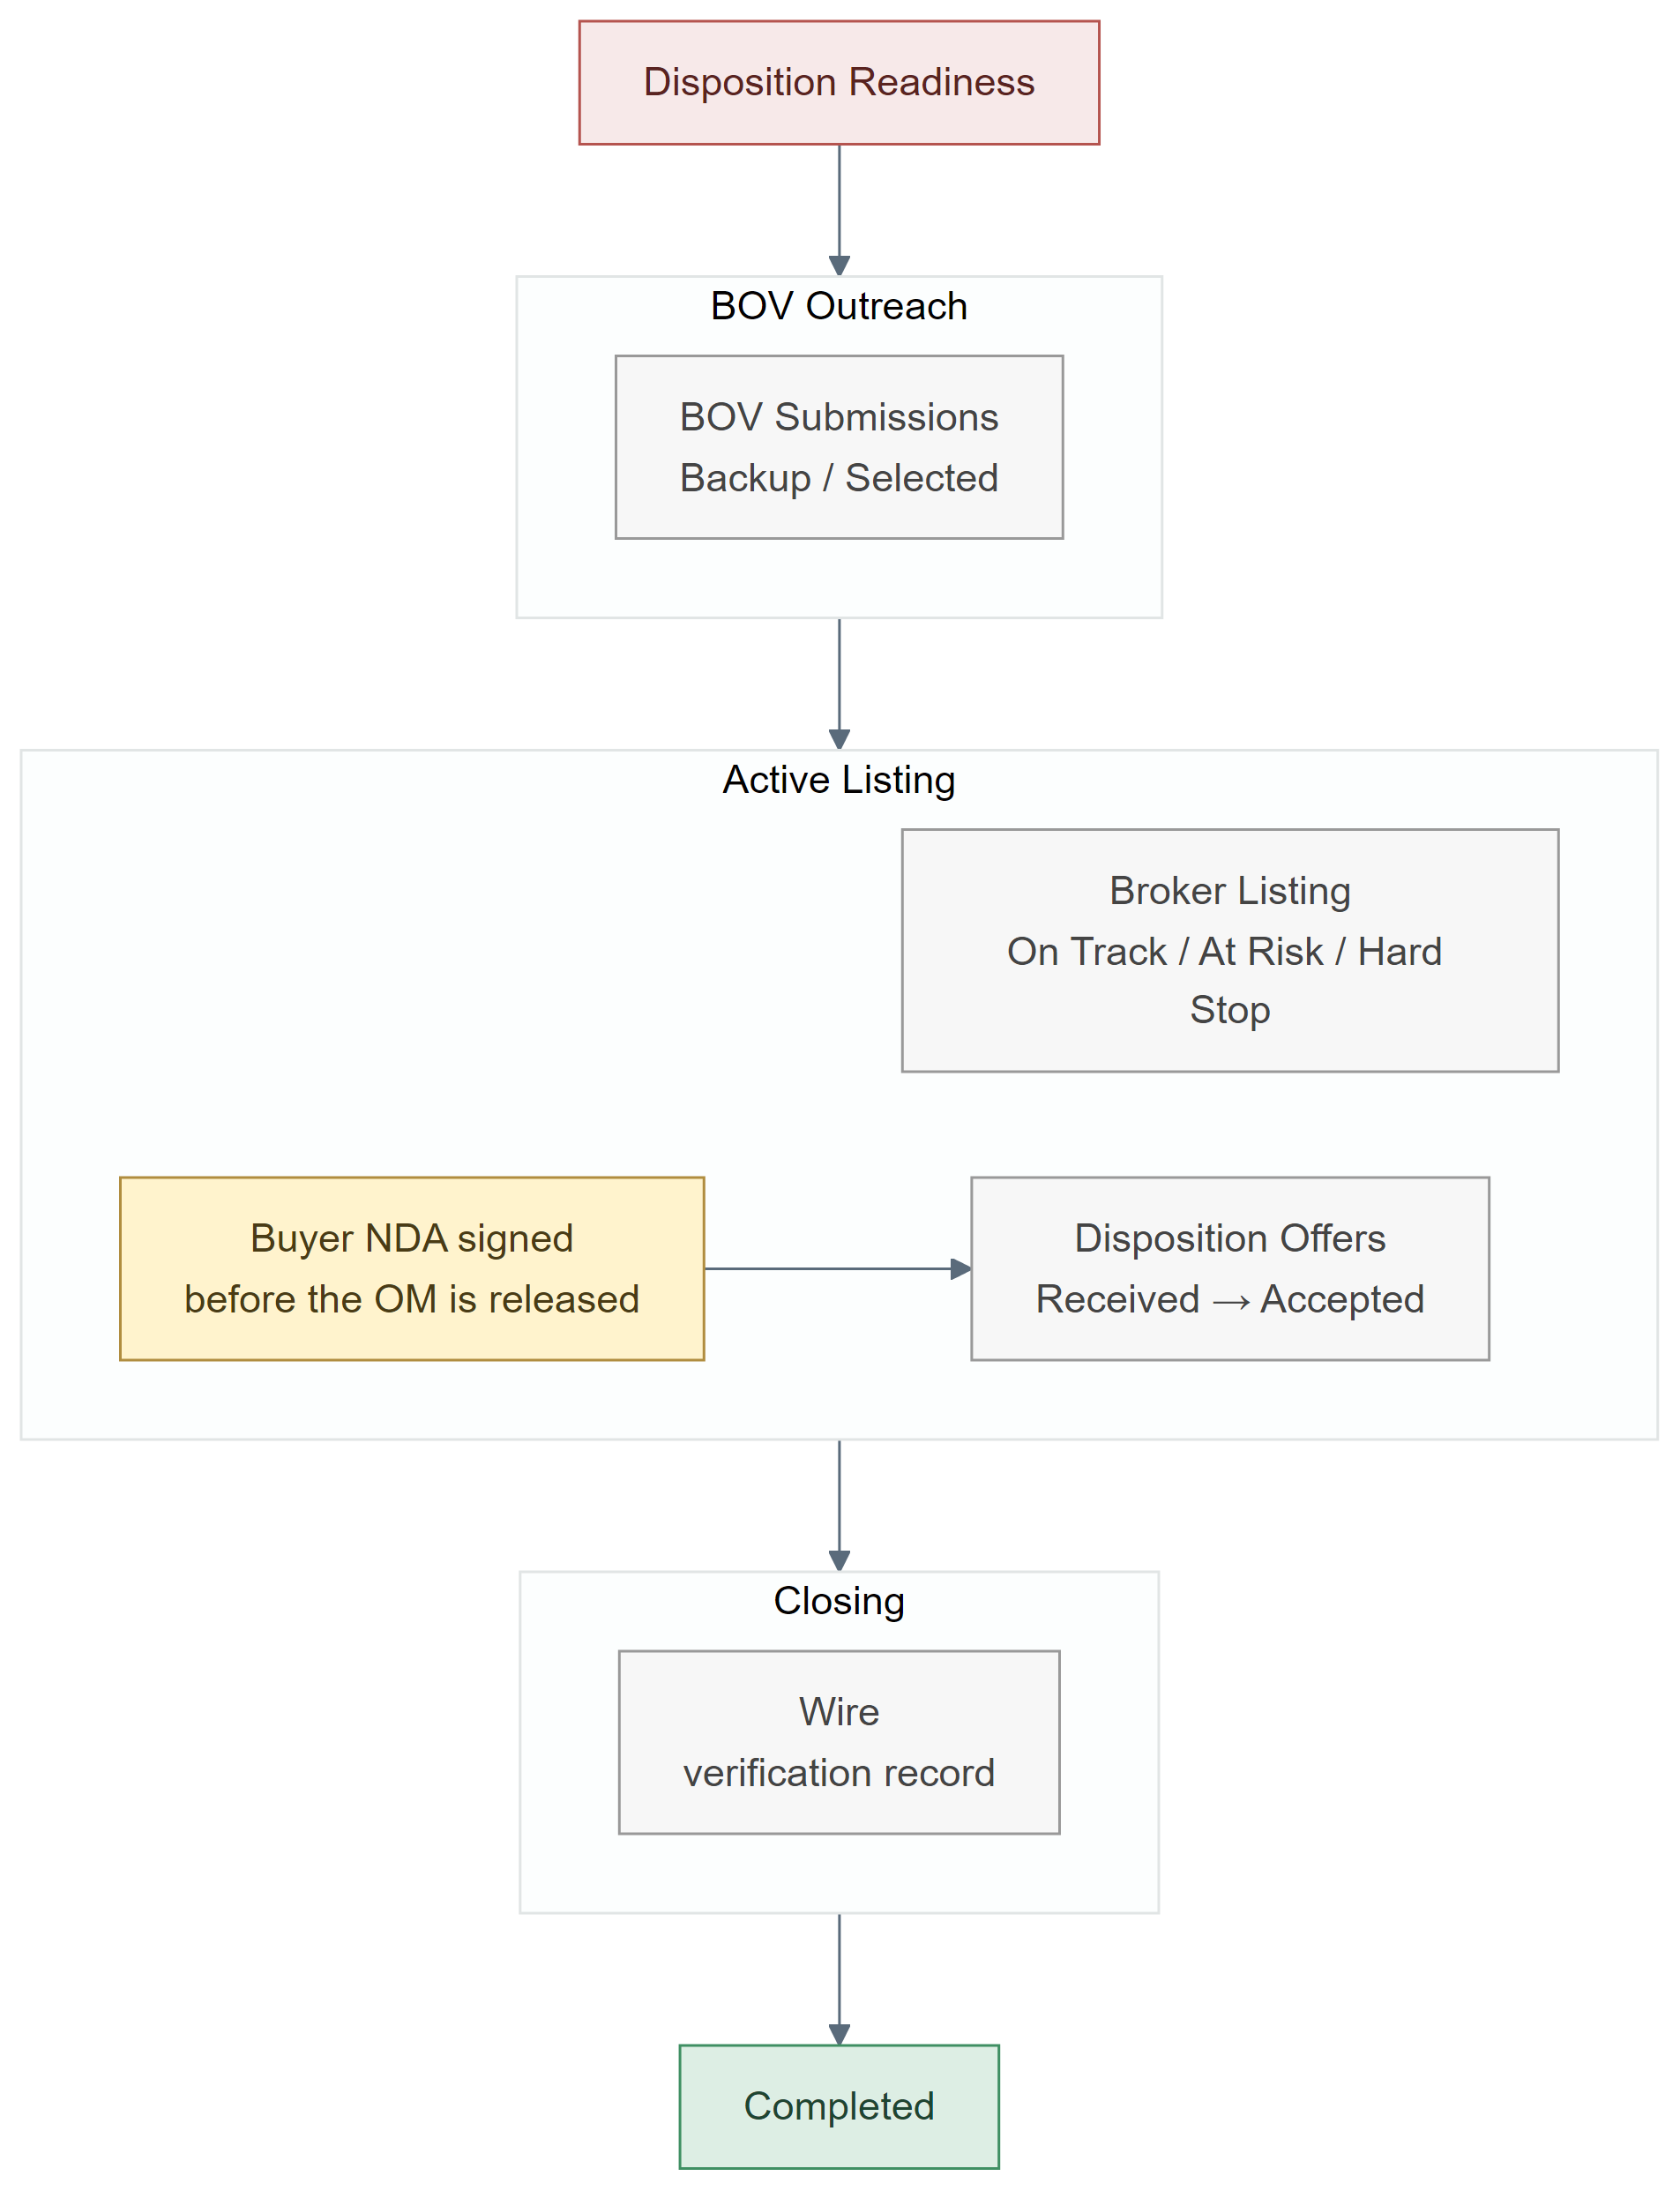 Disposition Readiness
BOV Outreach
BOV Submissions
Backup / Selected
Active Listing
Broker Listing
On Track / At Risk / Hard
Stop
Buyer NDA signed
before the OM is released
Disposition Offers
Received → Accepted
Closing
Wire
verification record
Completed